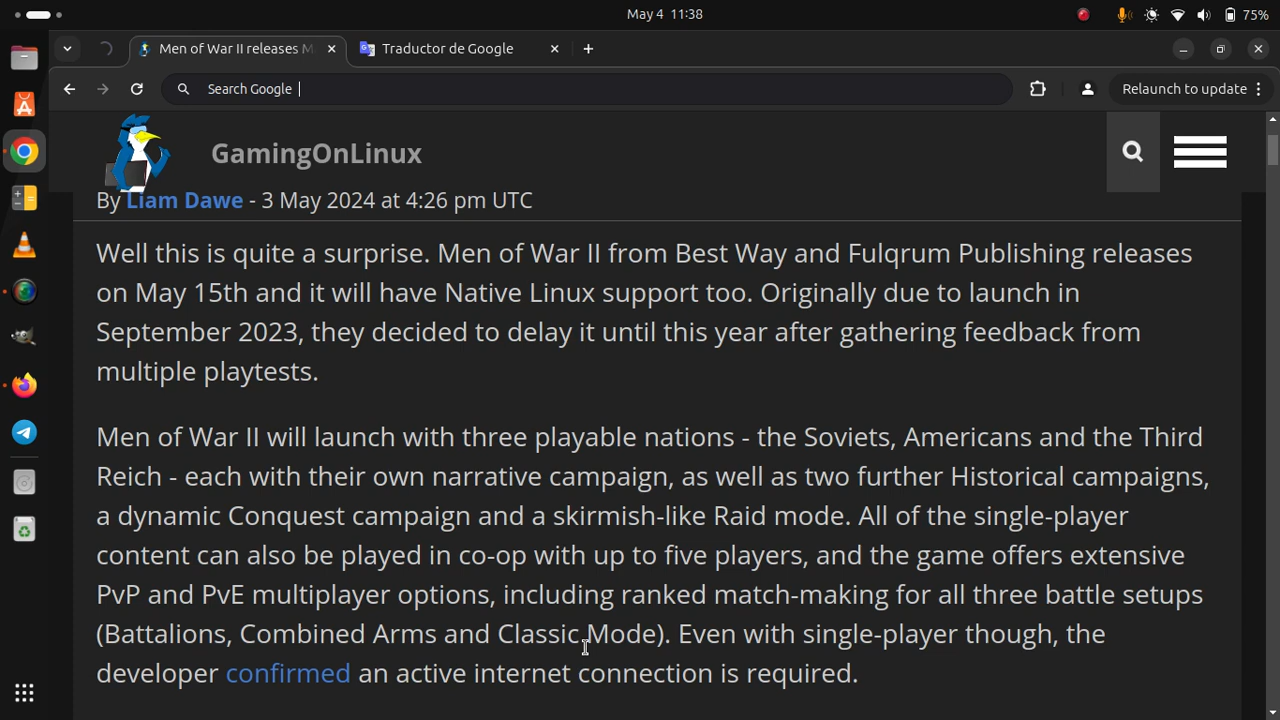 May 4 11:38
75%
Men of War II releases M
Traductor de Google
Search Google
Relaunch to update
GamingOnLinux
By Liam Dawe - 3 May 2024 at 4:26 pm UTC
Well this is quite a surprise. Men of War II from Best Way and Fulqrum Publishing releases
on May 15th and it will have Native Linux support too. Originally due to launch in
September 2023, they decided to delay it until this year after gathering feedback from
multiple playtests.
Men of War II will launch with three playable nations - the Soviets, Americans and the Third
Reich - each with their own narrative campaign, as well as two further Historical campaigns,
a dynamic Conquest campaign and a skirmish-like Raid mode. All of the single-player
content can also be played in co-op with up to five players, and the game offers extensive
PvP and PvE multiplayer options, including ranked match-making for all three battle setups
(Battalions, Combined Arms and Classic Mode). Even with single-player though, the
developer confirmed an active internet connection is required.